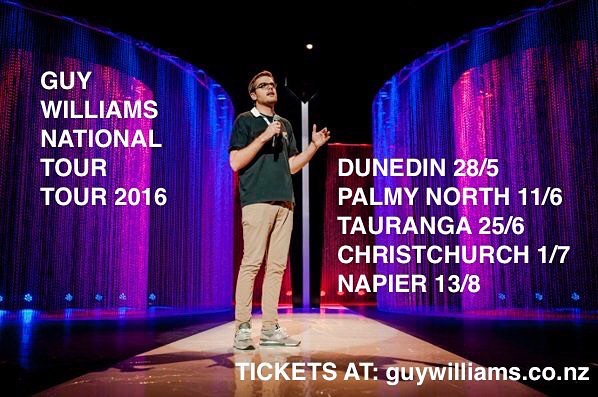 GUY
WILLIAMS
NATIONAL
TOUR
TOUR 2016
DUNEDIN 28/5
PALMY NORTH 11/6
TAURANGA 25/6
CHRISTCHURCH 1/7
NAPIER 13/8
TICKETS AT: guywilliams.co.nz